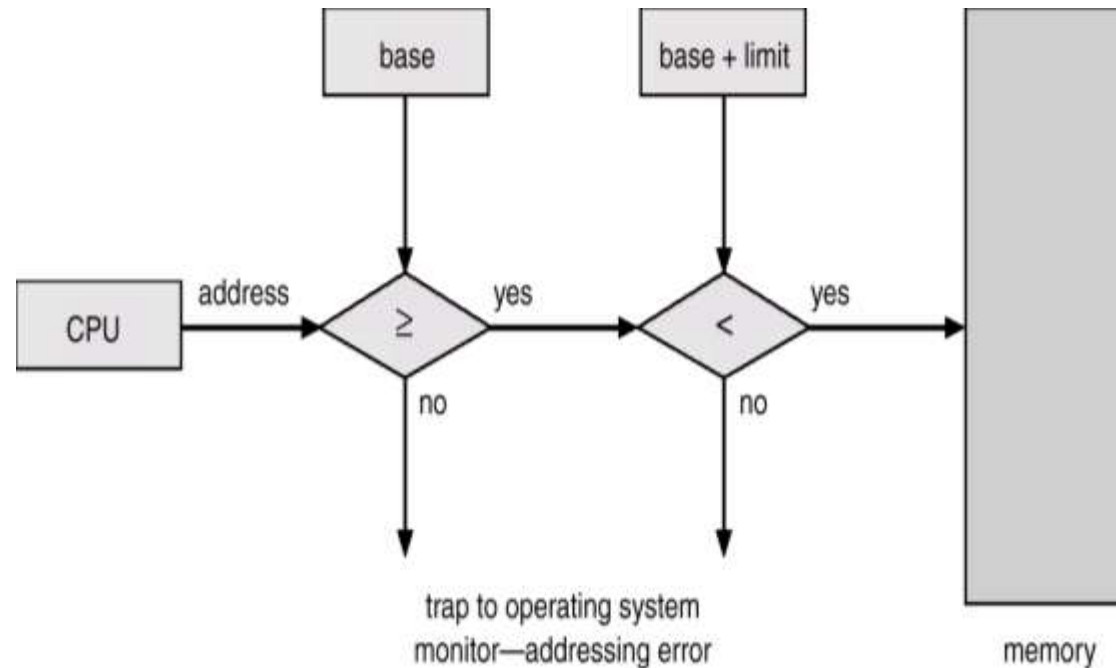 base
base + limit
address
yes
yes
CPU
≥
<
no
no
trap to operating system
monitor—addressing error
memory